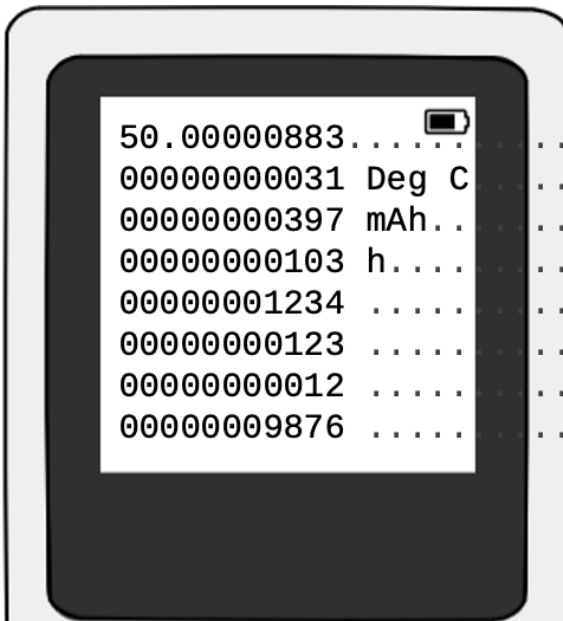 50.00000883...........
00000000031 Deg C.....
00000000397 mAh.......
00000000103 h.........
00000001234 ..........
00000000123 ..........
00000000012 ..........
00000009876 ..........